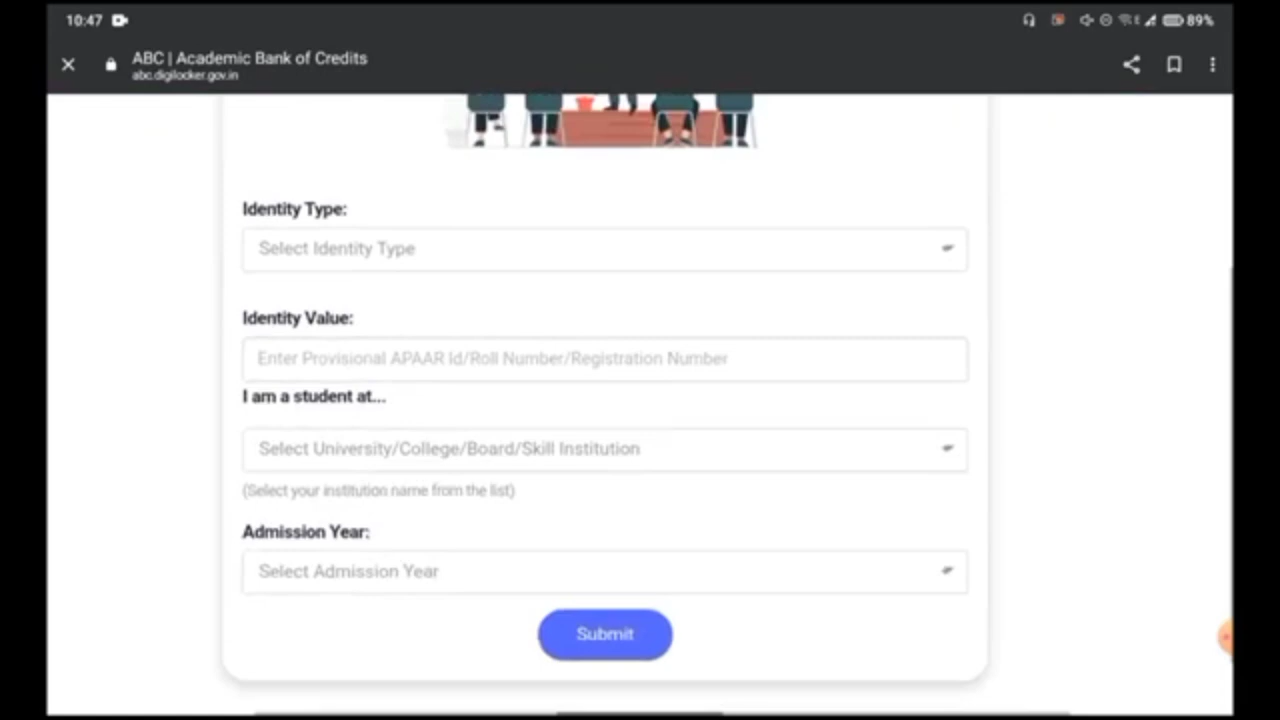 10:47
89%
ABC | Academic Bank of Credits
abc.digilocker.gov.in
Identity Type:
Select Identity Type
Identity Value:
Enter Provisional APAAR Id/Roll Number/Registration Number
I am a student at...
Select University/College/Board/Skill Institution
(Select your institution name from the list)
Admission Year:
Select Admission Year
Submit